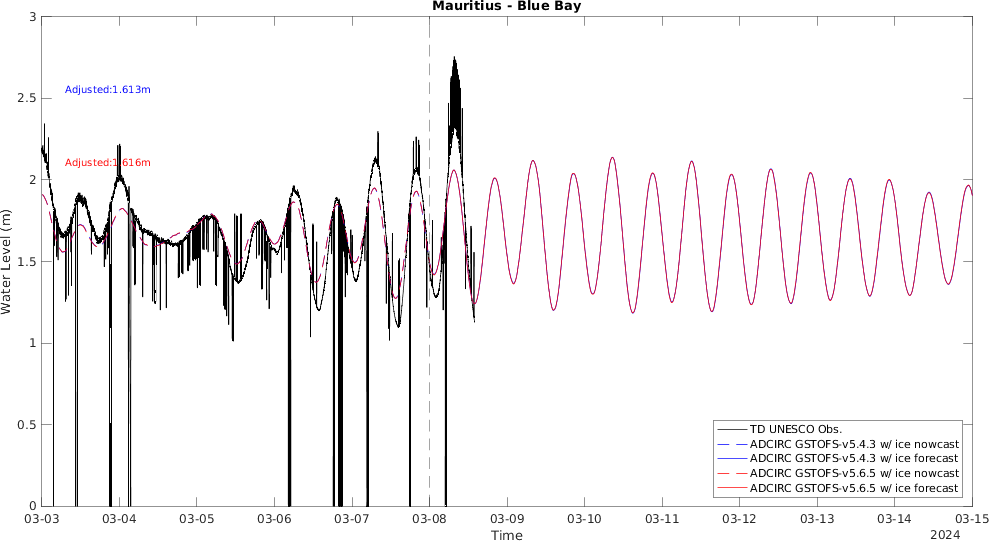 Mauritius - Blue Bay
3
2.5
2
1.5
1
0.5
0
Water Level (m)
Adjusted:1.613m
Adjusted:1.616m
TD UNESCO Obs.
ADCIRC GSTOFS-v5.4.3 w/ ice nowcast
ADCIRC GSTOFS-v5.4.3 w/ ice forecast
ADCIRC GSTOFS-v5.6.5 w/ ice nowcast
ADCIRC GSTOFS-v5.6.5 w/ ice forecast
03-03 03-04 03-05 03-06 03-07 03-08 03-09 03-10 03-11 03-12 03-13 03-14 03-15
Time
2024